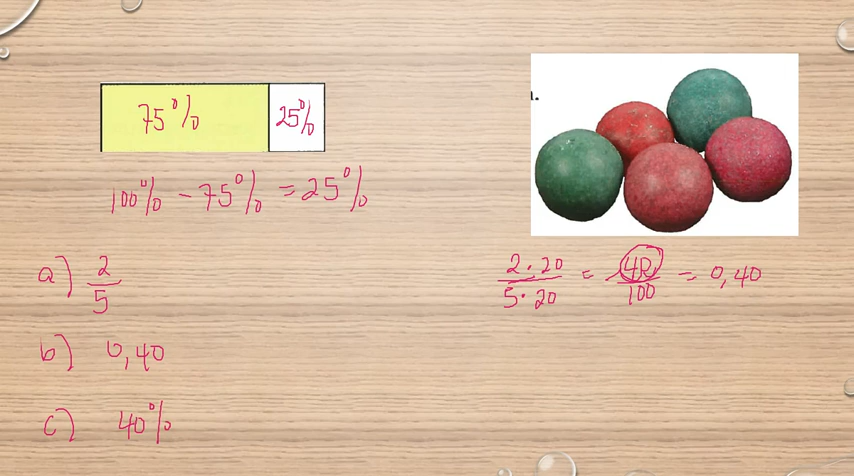 75% 25%
100% - 75% = 25%
a) 2/5
b) 0,40
c) 40%
2·20/5·20 = 40/100 = 0,40